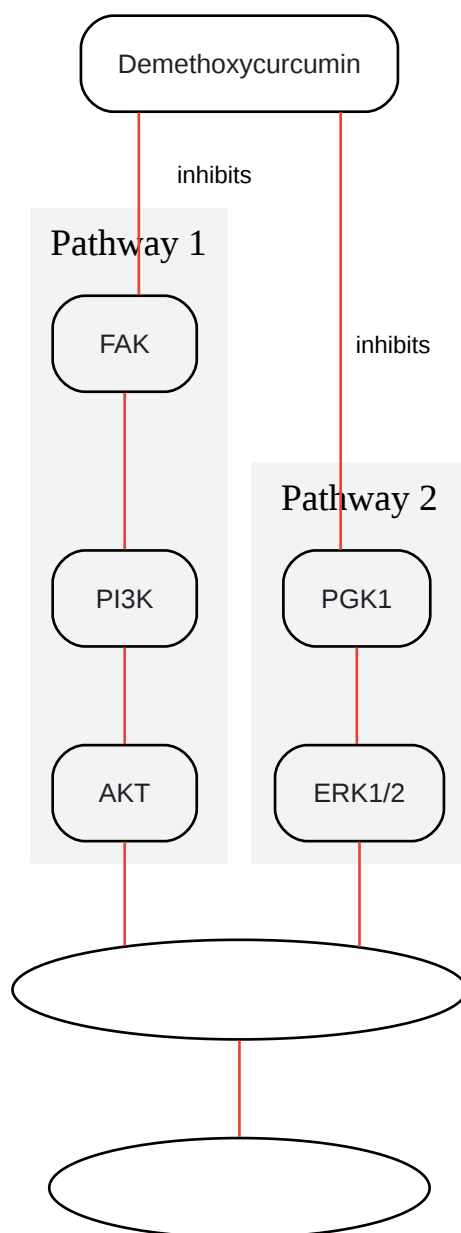 Demethoxycurcumin
inhibits
Pathway 1
FAK
inhibits
Pathway 2
PI3K
PGK1
AKT
ERK1/2